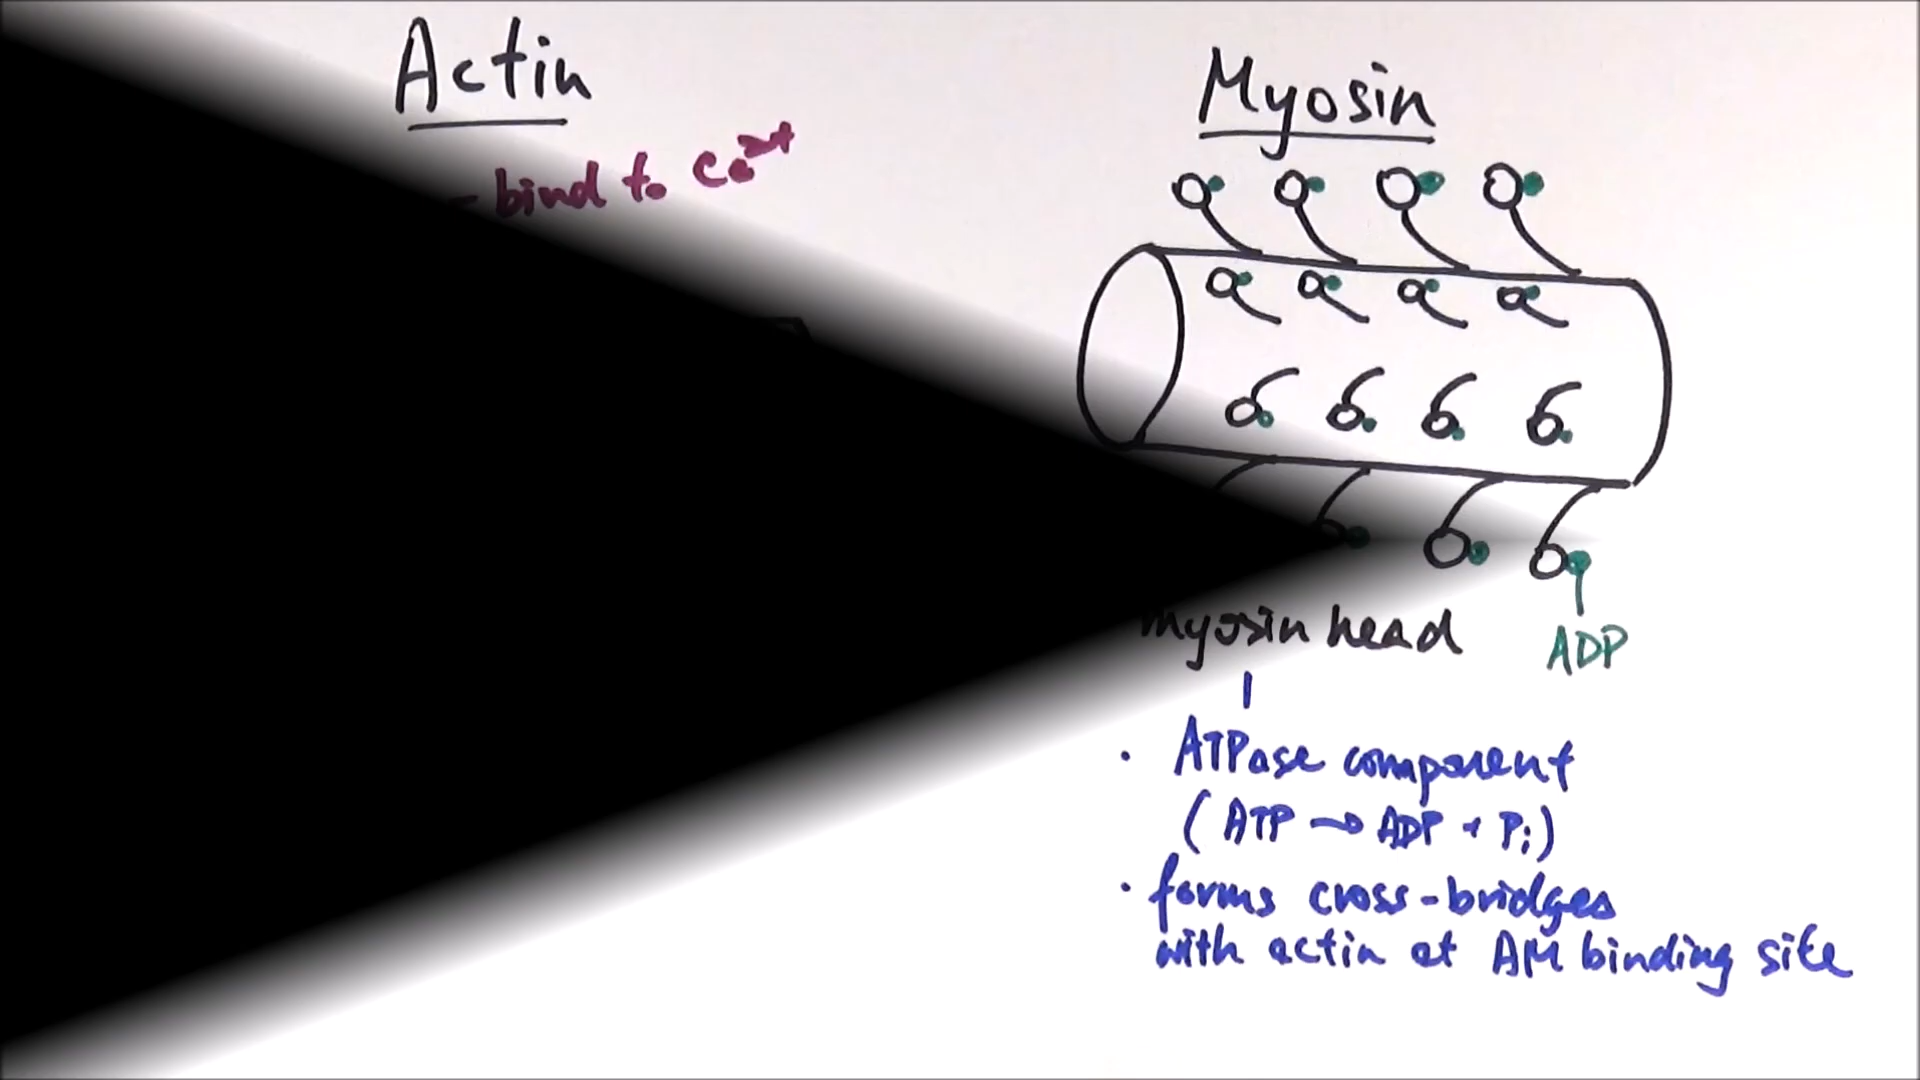 Actin
- bind to Ca2+
Myosin
myosin head
ADP
• ATPase component
(ATP → ADP + Pi)
• forms cross-bridges
with actin at AM binding site